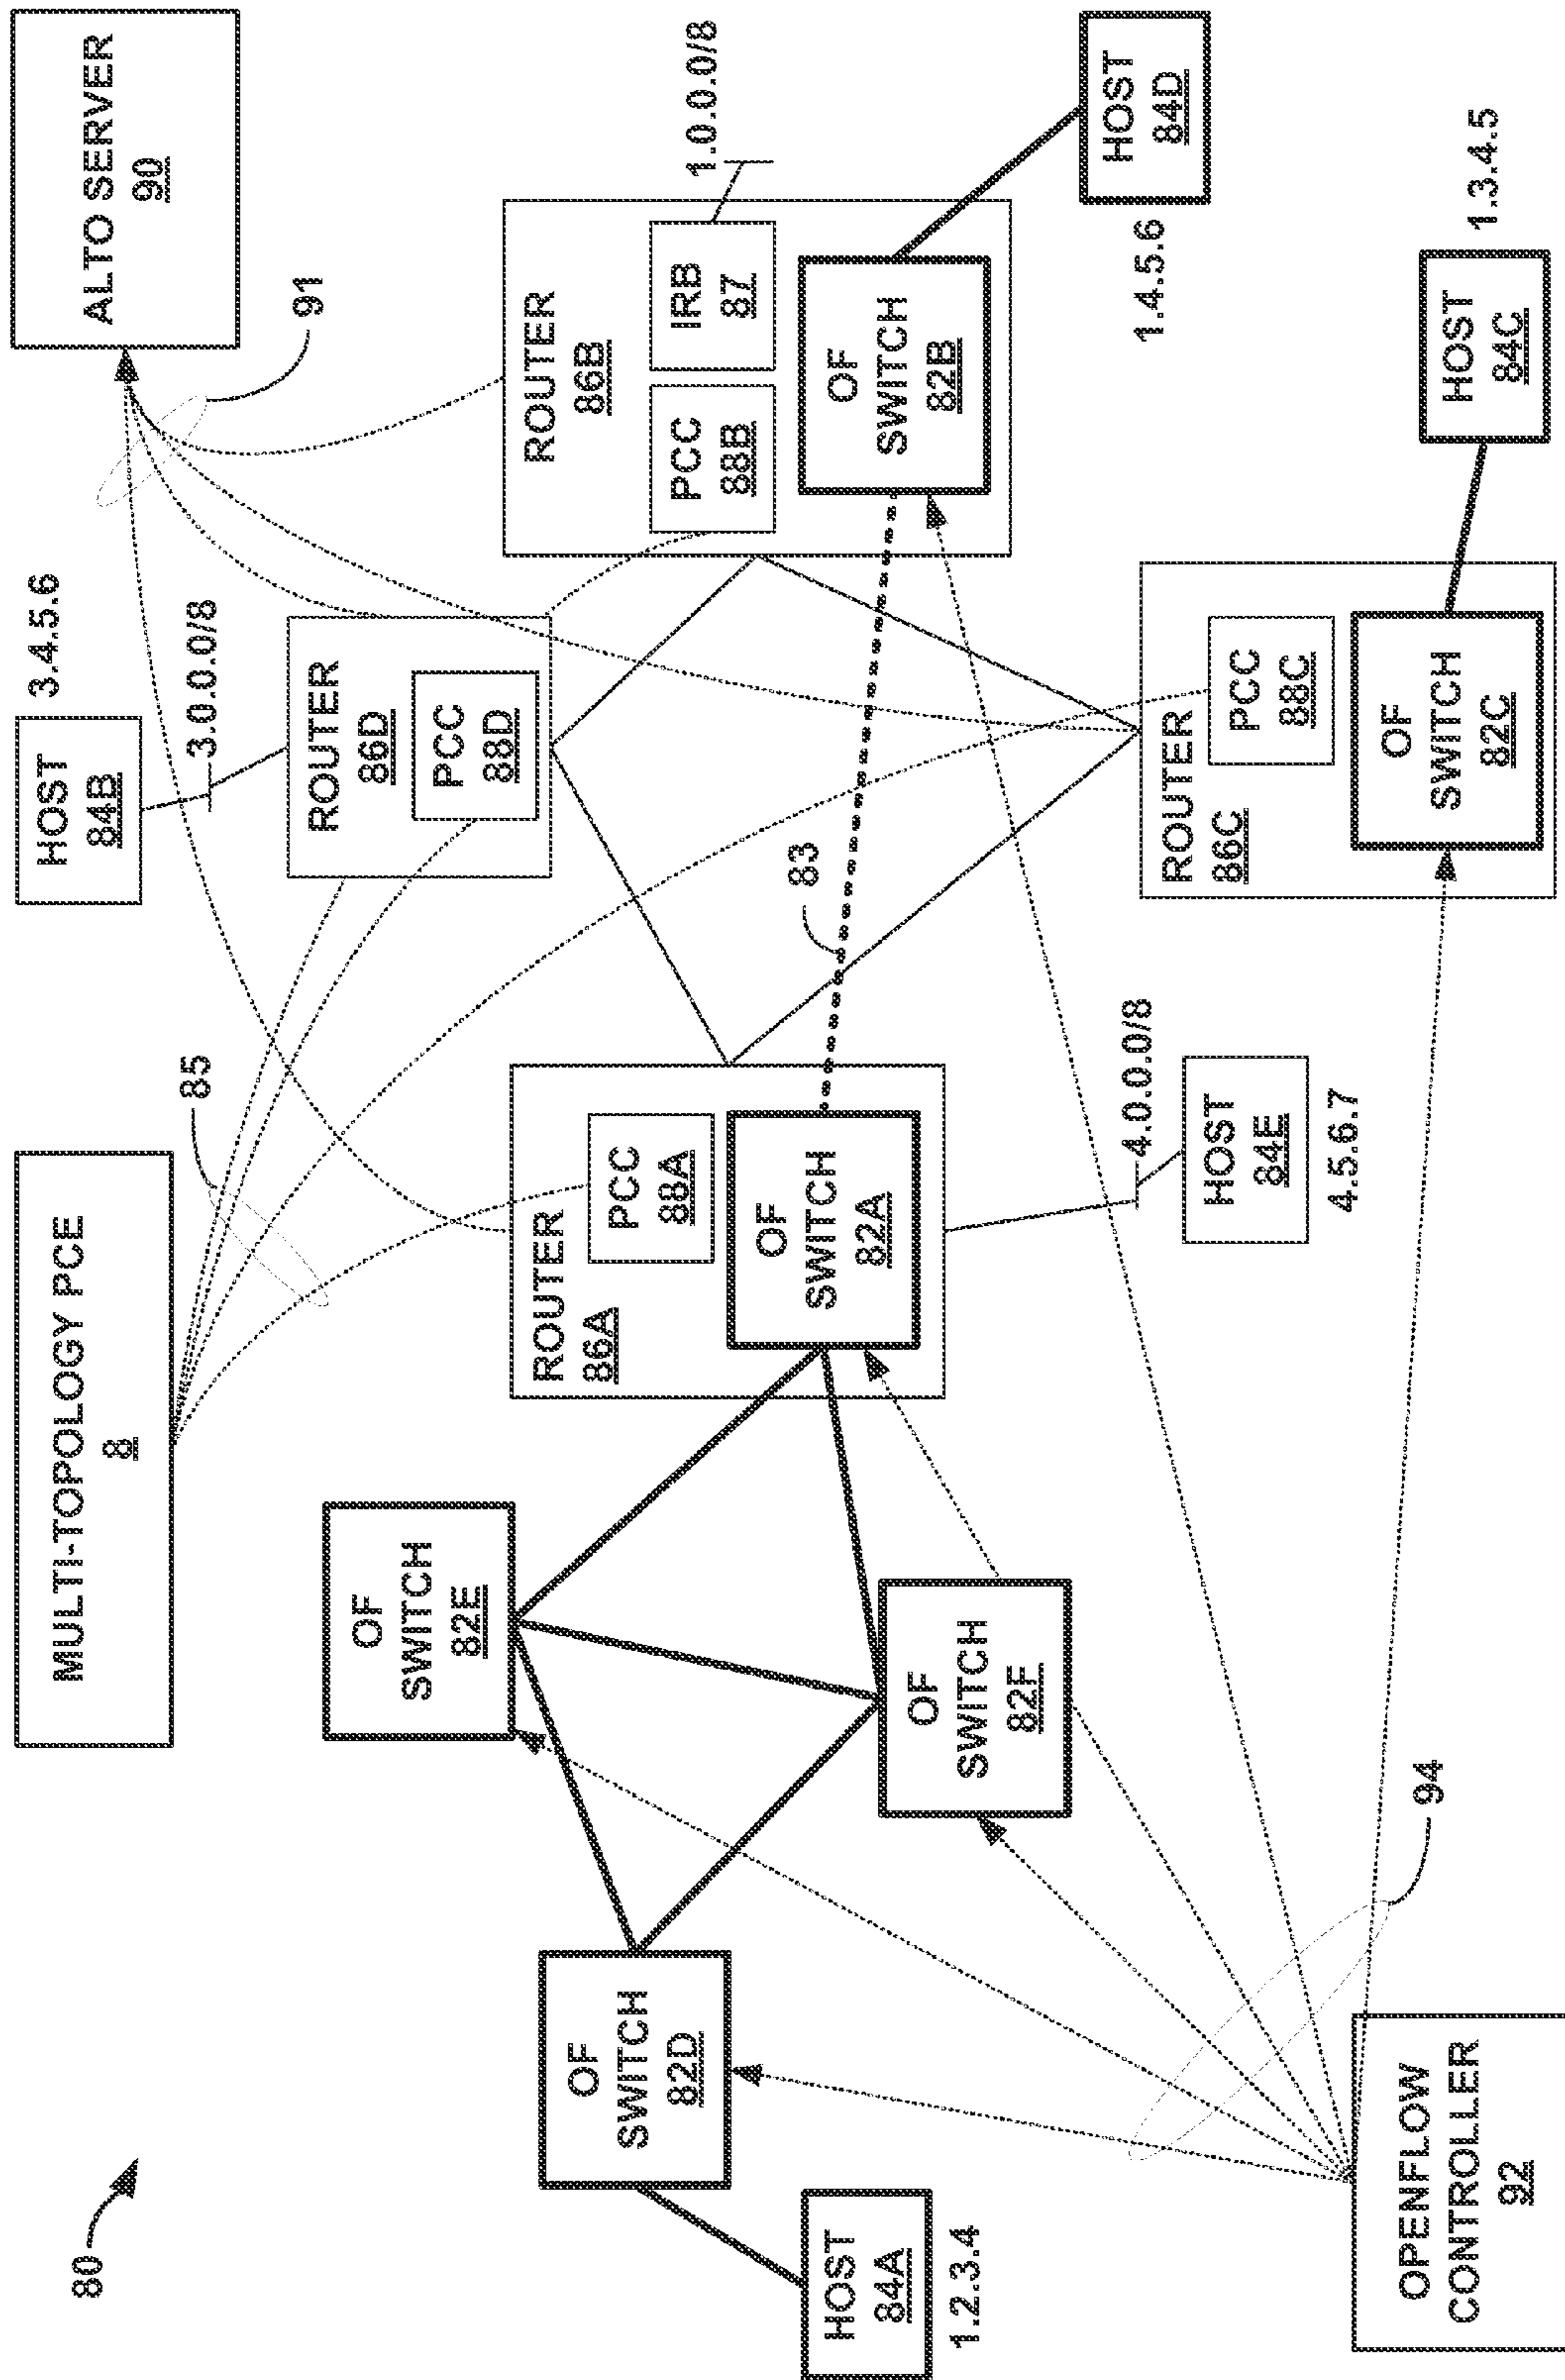 80
MULTI-TOPOLOGY PCE
8
ALTO SERVER
90
91
85
HOST
84B
3.4.5.6
3.0.0.0/8
ROUTER
86D
PCC
88D
OF
SWITCH
82E
OF
SWITCH
82D
HOST
84A
1.2.3.4
OF
SWITCH
82F
ROUTER
86A
PCC
88A
OF
SWITCH
82A
83
4.0.0.0/8
HOST
84E
4.5.6.7
ROUTER
86B
PCC
88B
IRB
87
1.0.0.0/8
OF
SWITCH
82B
HOST
84D
1.4.5.6
ROUTER
86C
PCC
88C
OF
SWITCH
82C
HOST
84C
1.3.4.5
94
OPENFLOW
CONTROLLER
92